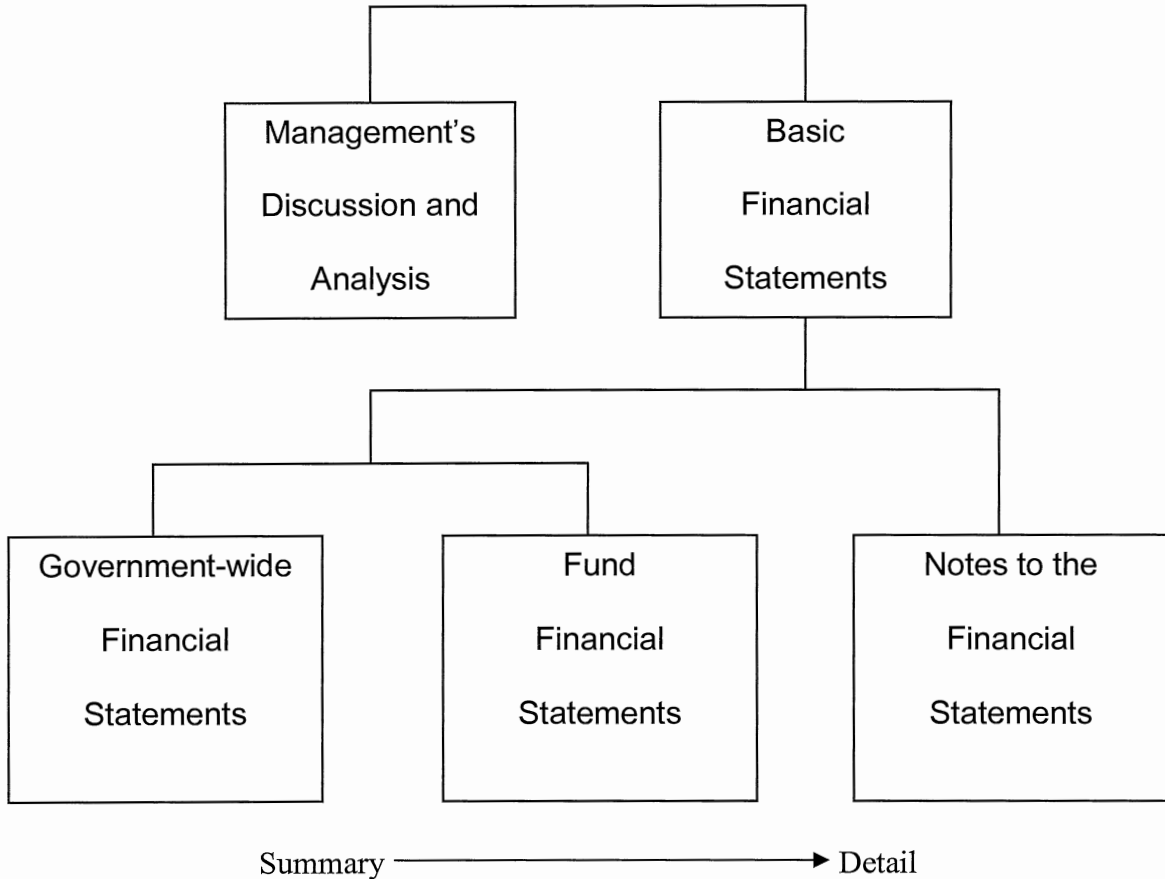 Management's
Discussion and
Analysis
Basic
Financial
Statements
Government-wide
Financial
Statements
Fund
Financial
Statements
Notes to the
Financial
Statements
Summary
Detail